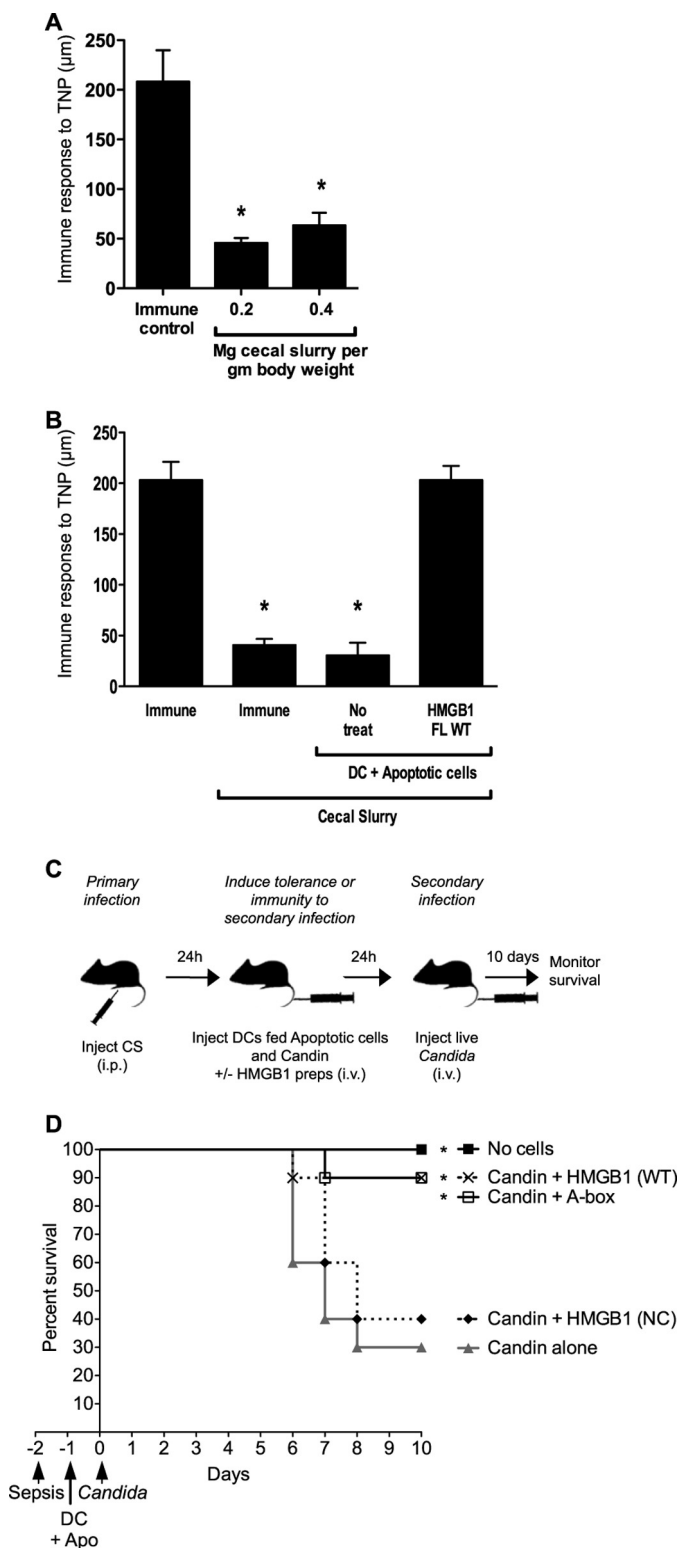 A
Immune response to TNP (µm)
250
200
150
100
50
0
*
*
Immune
control
0.2
0.4
Mg cecal slurry per
gm body weight
B
Immune response to TNP (µm)
250
200
150
100
50
0
*
*
Immune
Immune
No
treat
HMGB1
FL WT
DC + Apoptotic cells
Cecal Slurry
C
Primary
infection
Induce tolerance or
immunity to
secondary infection
Secondary
infection
24h
24h
10 days
Monitor
survival
Inject CS
(i.p.)
Inject DCs fed Apoptotic cells
and Candin
+/- HMGB1 preps (i.v.)
Inject live
Candida
(i.v.)
D
Percent survival
100
90
80
70
60
50
40
30
20
10
* No cells
* Candin + HMGB1 (WT)
* Candin + A-box
Candin + HMGB1 (NC)
Candin alone
-2 -1 0 1 2 3 4 5 6 7 8 9 10
Days
Sepsis
Candida
DC
+ Apo